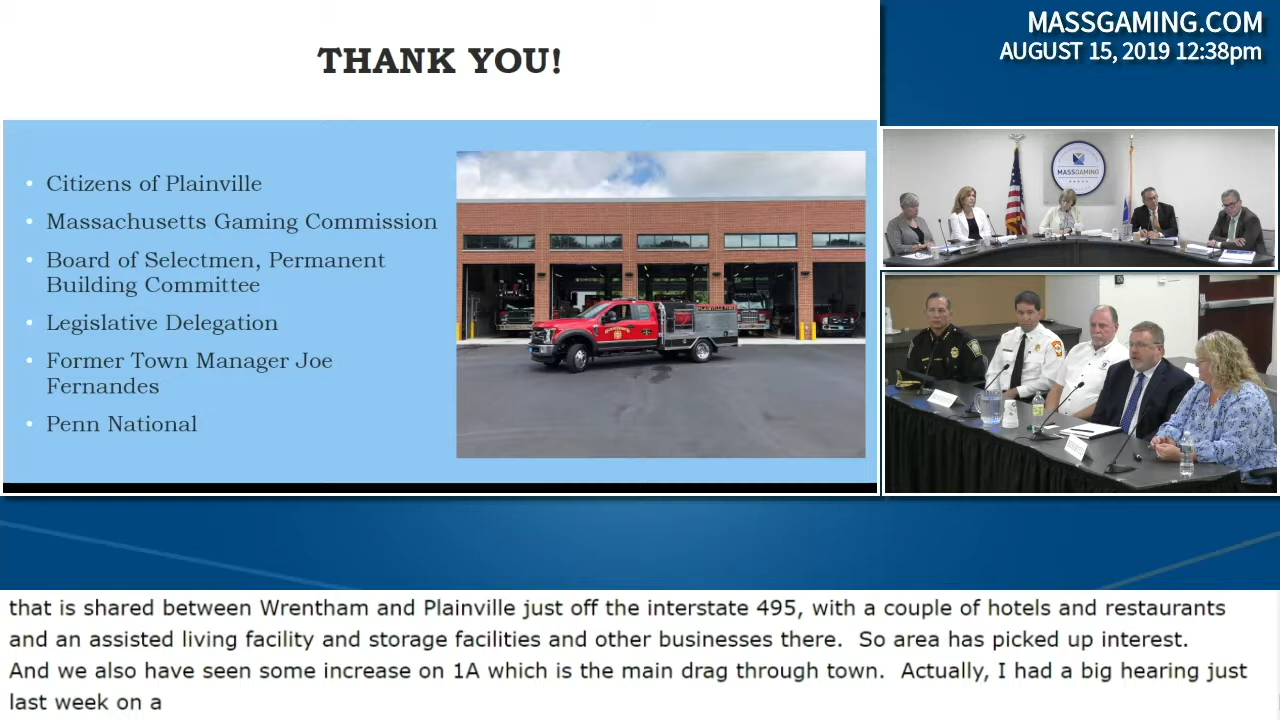 THANK YOU!
MASSGAMING.COM
AUGUST 15, 2019 12:38pm
• Citizens of Plainville
• Massachusetts Gaming Commission
• Board of Selectmen, Permanent
Building Committee
• Legislative Delegation
• Former Town Manager Joe
Fernandes
• Penn National
MASSGAMING
that is shared between Wrentham and Plainville just off the interstate 495, with a couple of hotels and restaurants
and an assisted living facility and storage facilities and other businesses there.  So area has picked up interest.
And we also have seen some increase on 1A which is the main drag through town.  Actually, I had a big hearing just
last week on a